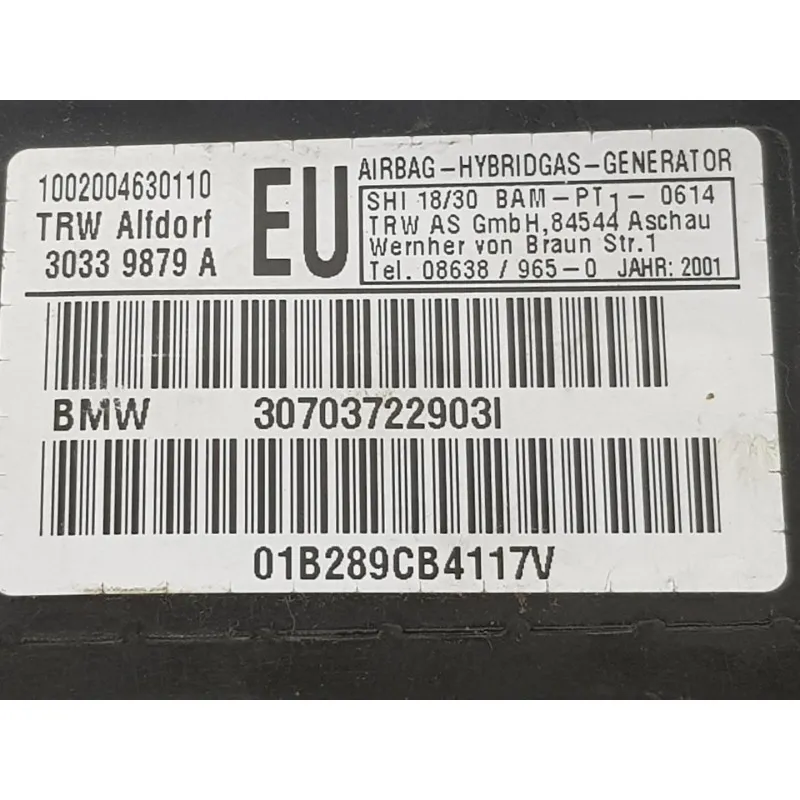 1002004630110
TRW Alfdorf
3033 9879 A
EU
AIRBAG-HYBRIDGAS-GENERATOR
SHI 18/30 BAM-PT1-0614
TRW AS GmbH,84544 Aschau
Wernher von Braun Str.1
Tel. 08638/965-0 JAHR: 2001
BMW 30703722903I
01B289CB4117V